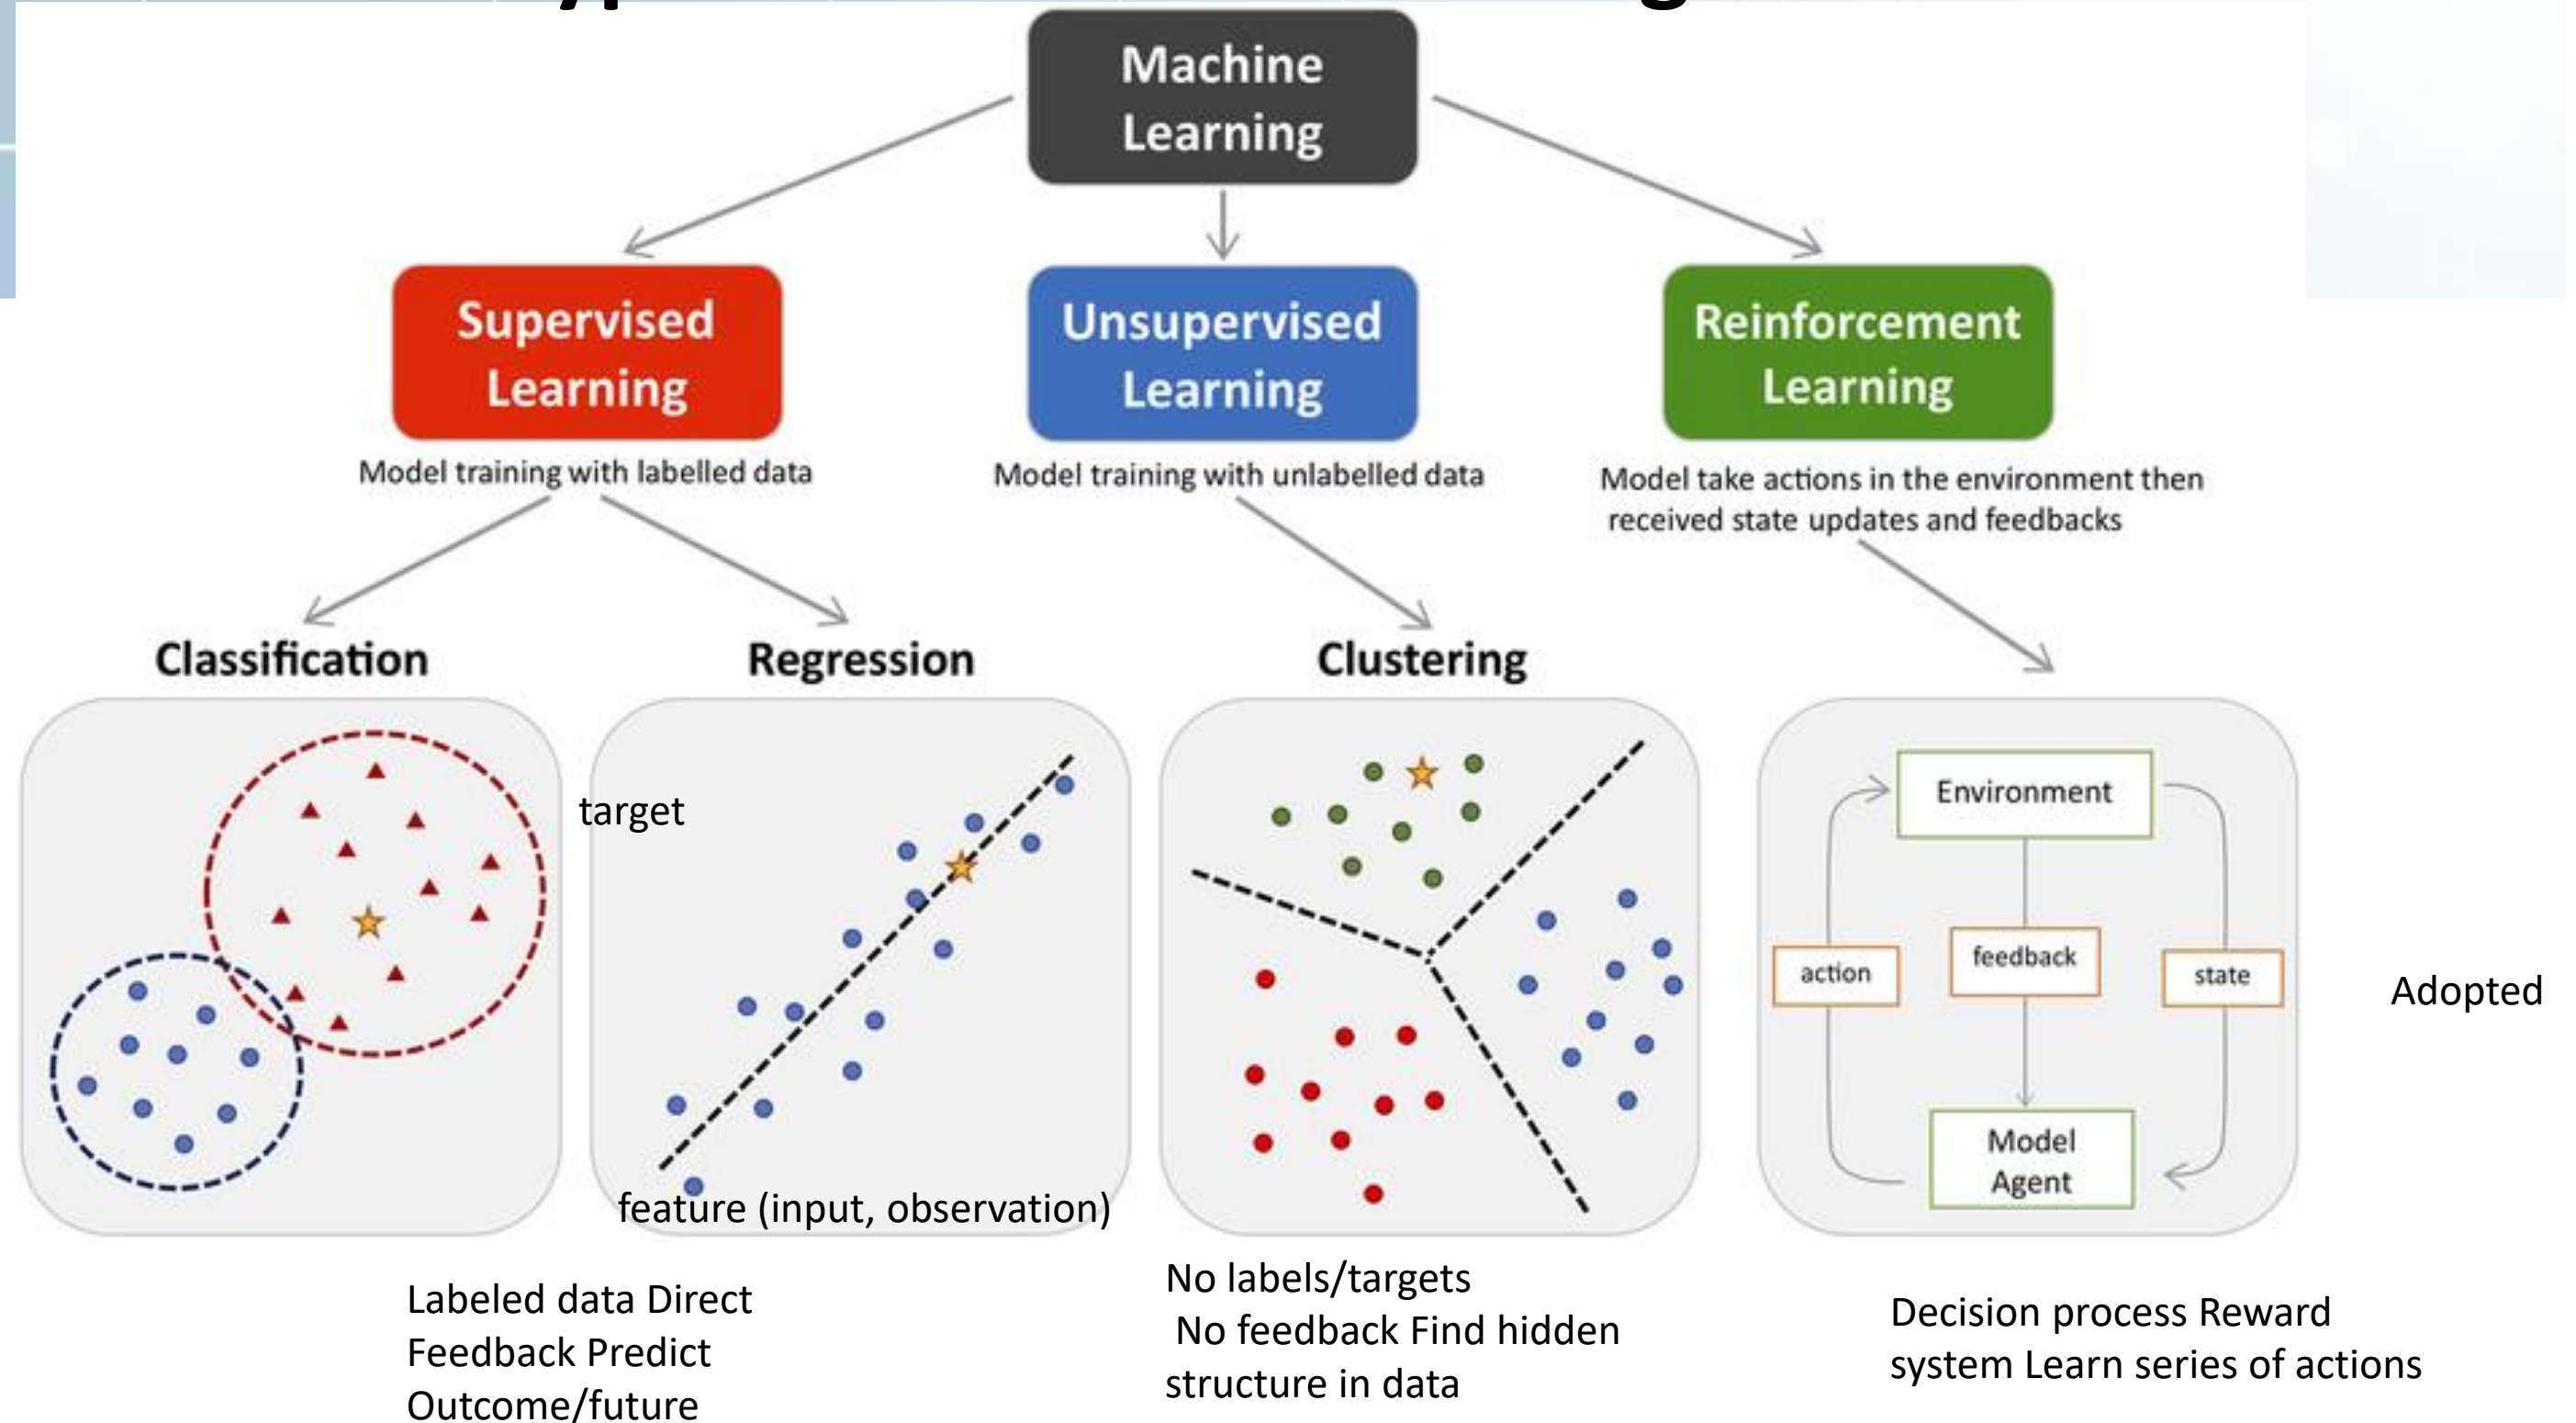 Machine
Learning
Supervised
Learning
Unsupervised
Learning
Reinforcement
Learning
Model training with labelled data
Model training with unlabelled data
Model take actions in the environment then
received state updates and feedbacks
Classification
Regression
Clustering
target
feature (input, observation)
Environment
action
feedback
state
Model
Agent
Adopted
Labeled data Direct
Feedback Predict
Outcome/future
No labels/targets
No feedback Find hidden
structure in data
Decision process Reward
system Learn series of actions